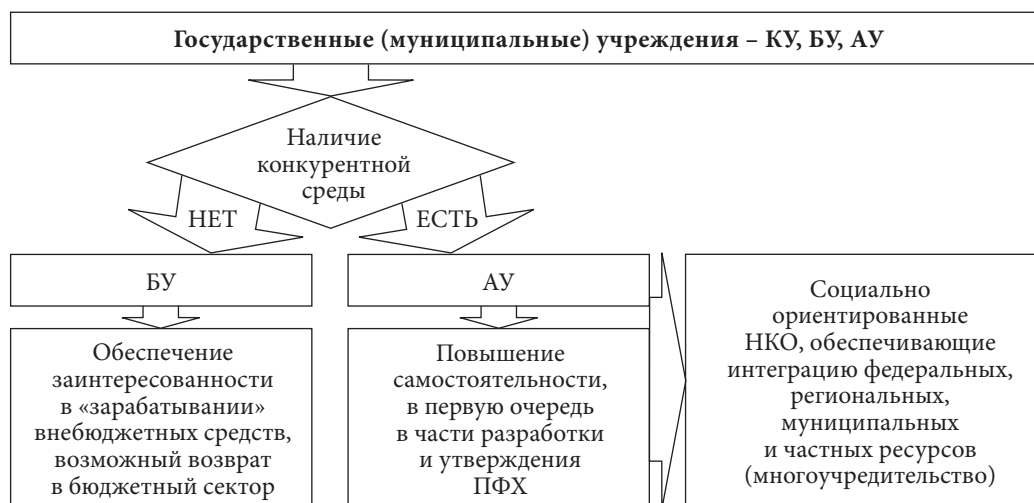 Государственные (муниципальные) учреждения – КУ, БУ, АУ
Наличие
конкурентной
среды
НЕТ
ЕСТЬ
БУ
АУ
Обеспечение
заинтересованности
в «зарабатывании»
внебюджетных средств,
возможный возврат
в бюджетный сектор
Повышение
самостоятельности,
в первую очередь
в части разработки
и утверждения
ПФХ
Социально
ориентированные
НКО, обеспечивающие
интеграцию федеральных,
региональных,
муниципальных
и частных ресурсов
(многоучредительство)